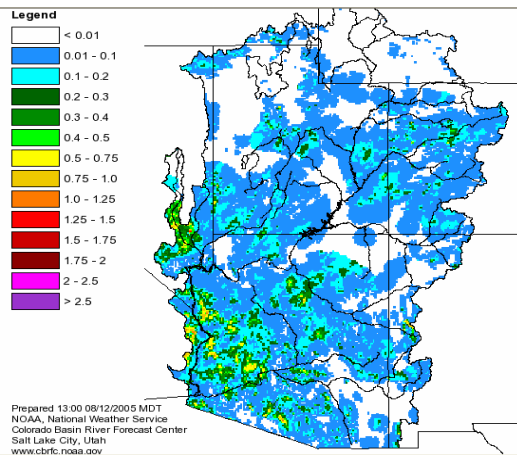 Legend
< 0.01
0.01 - 0.1
0.1 - 0.2
0.2 - 0.3
0.3 - 0.4
0.4 - 0.5
0.5 - 0.75
0.75 - 1.0
1.0 - 1.25
1.25 - 1.5
1.5 - 1.75
1.75 - 2
2 - 2.5
> 2.5
Prepared 13:00 08/12/2005 MDT
NOAA, National Weather Service
Colorado Basin River Forecast Center
Salt Lake City, Utah
www.cbrfc.noaa.gov